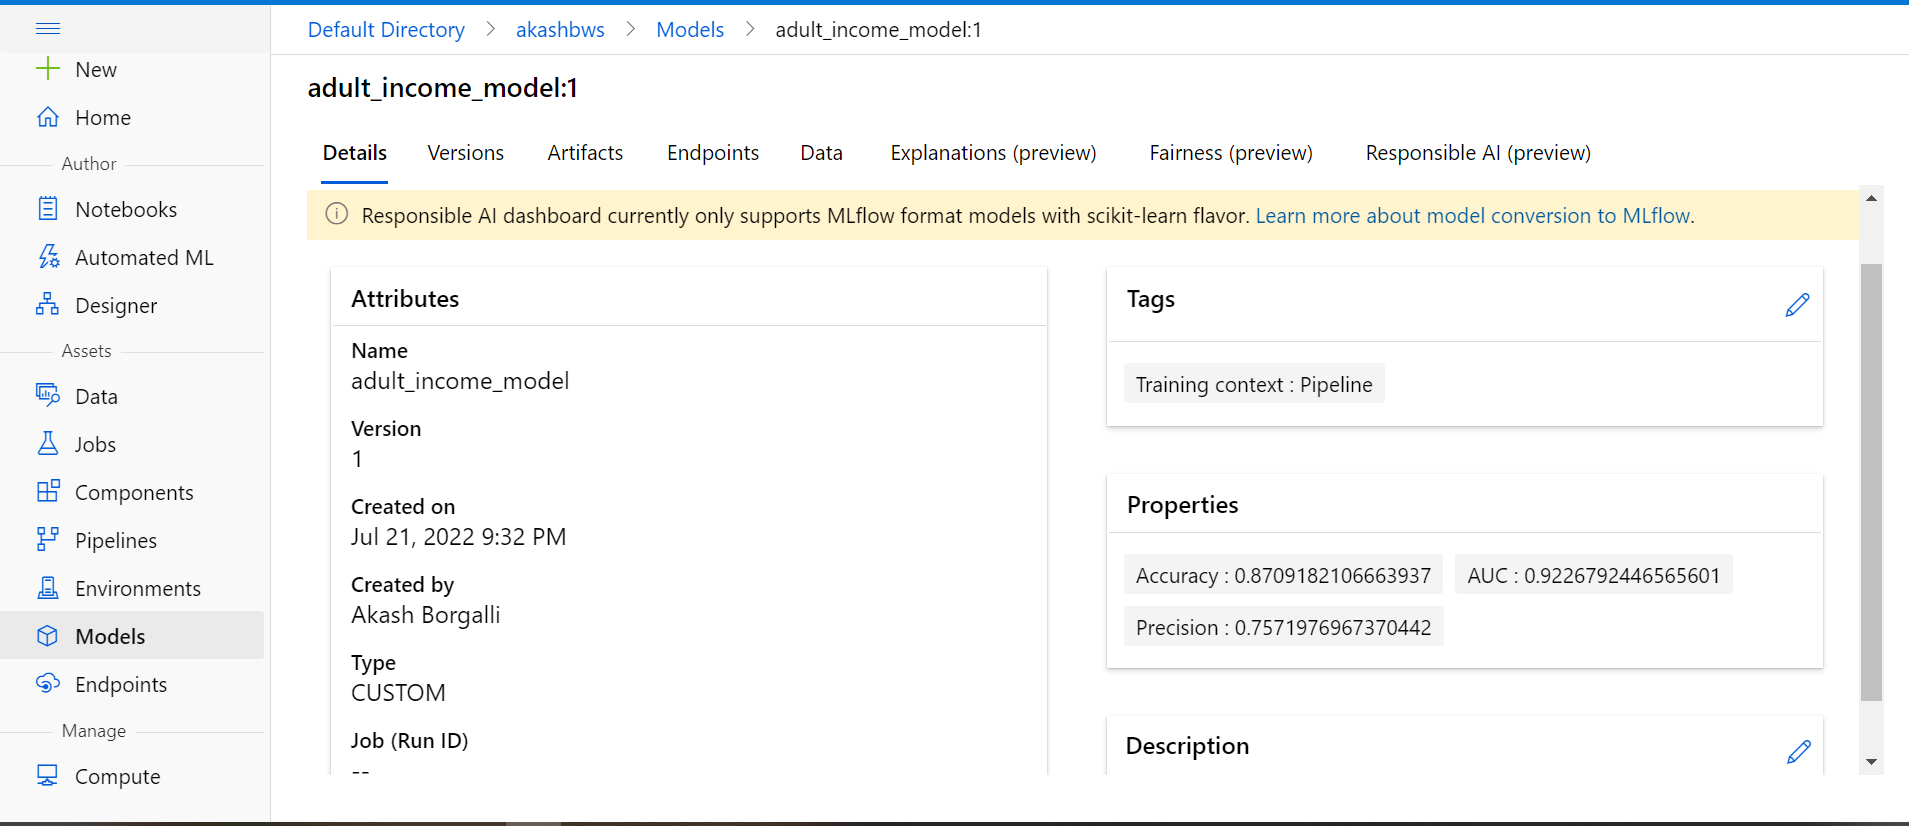 Default Directory > akashbws > Models > adult_income_model:1
New
Home
Author
Notebooks
Automated ML
Designer
Assets
Data
Jobs
Components
Pipelines
Environments
Models
Endpoints
Manage
Compute
adult_income_model:1
Details Versions Artifacts Endpoints Data Explanations (preview) Fairness (preview) Responsible AI (preview)
Responsible AI dashboard currently only supports MLflow format models with scikit-learn flavor. Learn more about model conversion to MLflow.
Attributes
Name
adult_income_model
Version
1
Created on
Jul 21, 2022 9:32 PM
Created by
Akash Borgalli
Type
CUSTOM
Job (Run ID)
--
Tags
Training context : Pipeline
Properties
Accuracy : 0.8709182106663937 AUC : 0.9226792446565601
Precision : 0.7571976967370442
Description